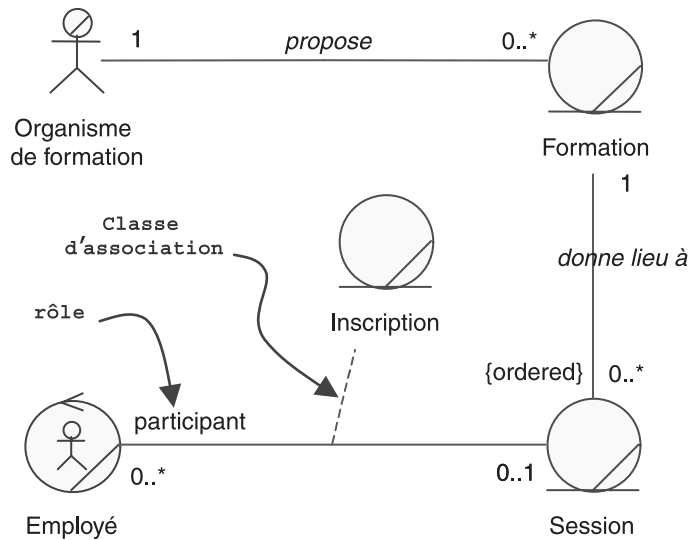 1
propose
0..*
Organisme
de formation
Formation
1
Classe
d'association
donne lieu à
rôle
Inscription
{ordered}
0..*
participant
0..*
0..1
Employé
Session